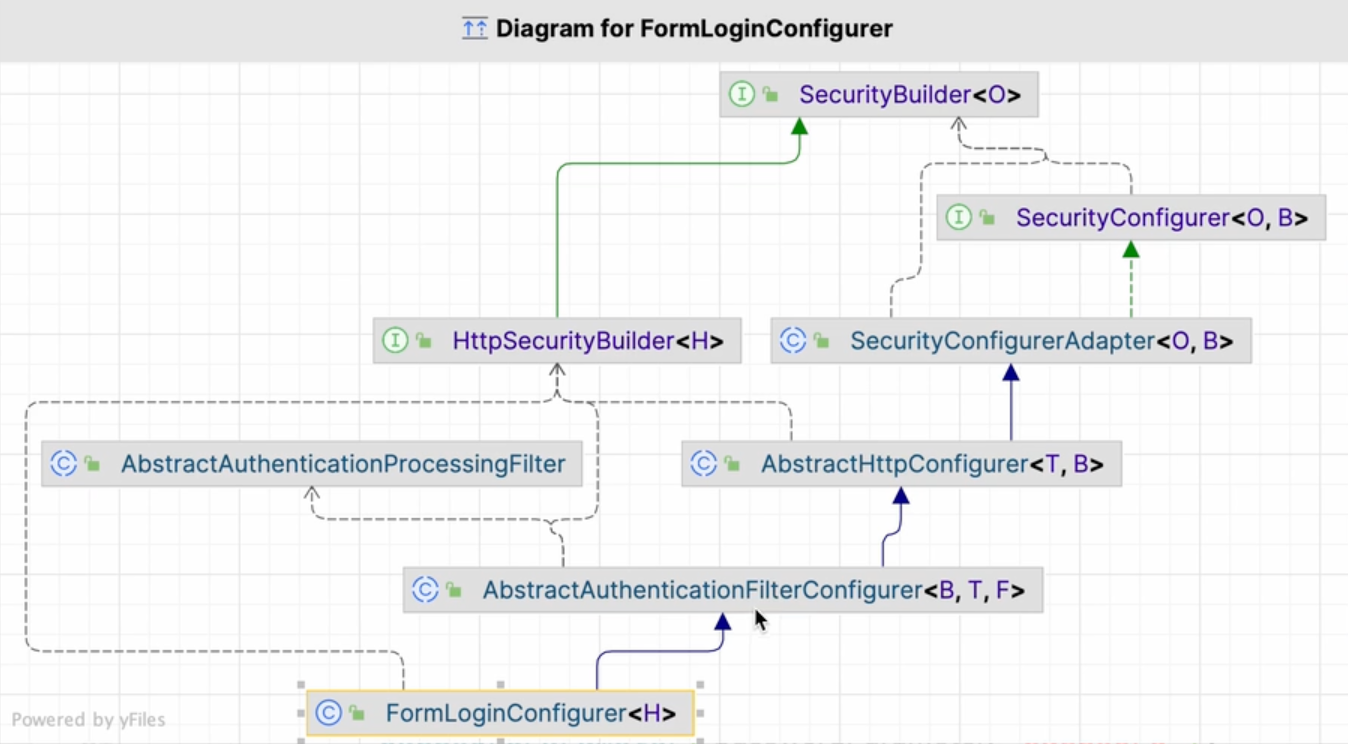 Diagram for FormLoginConfigurer
I SecurityBuilder<O>
I SecurityConfigurer<O, B>
I HttpSecurityBuilder<H>
C SecurityConfigurerAdapter<O, B>
C AbstractAuthenticationProcessingFilter
C AbstractHttpConfigurer<T, B>
C AbstractAuthenticationFilterConfigurer<B, T, F>
C FormLoginConfigurer<H>
Powered by yFiles